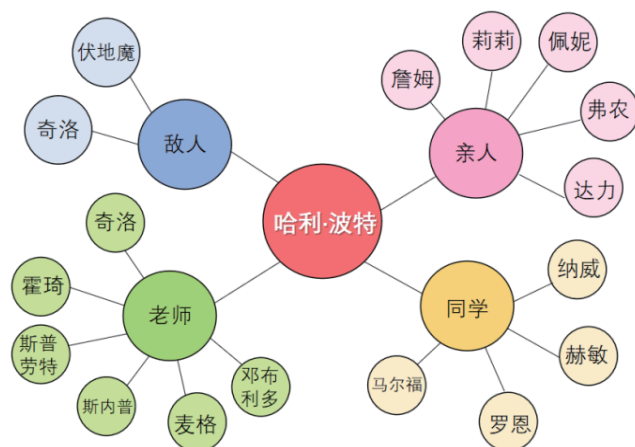 伏地魔
奇洛
敌人
莉莉
佩妮
詹姆
弗农
亲人
达力
哈利·波特
奇洛
霍琦
斯普
劳特
老师
斯内普
麦格
邓布
利多
同学
纳威
赫敏
罗恩
马尔福